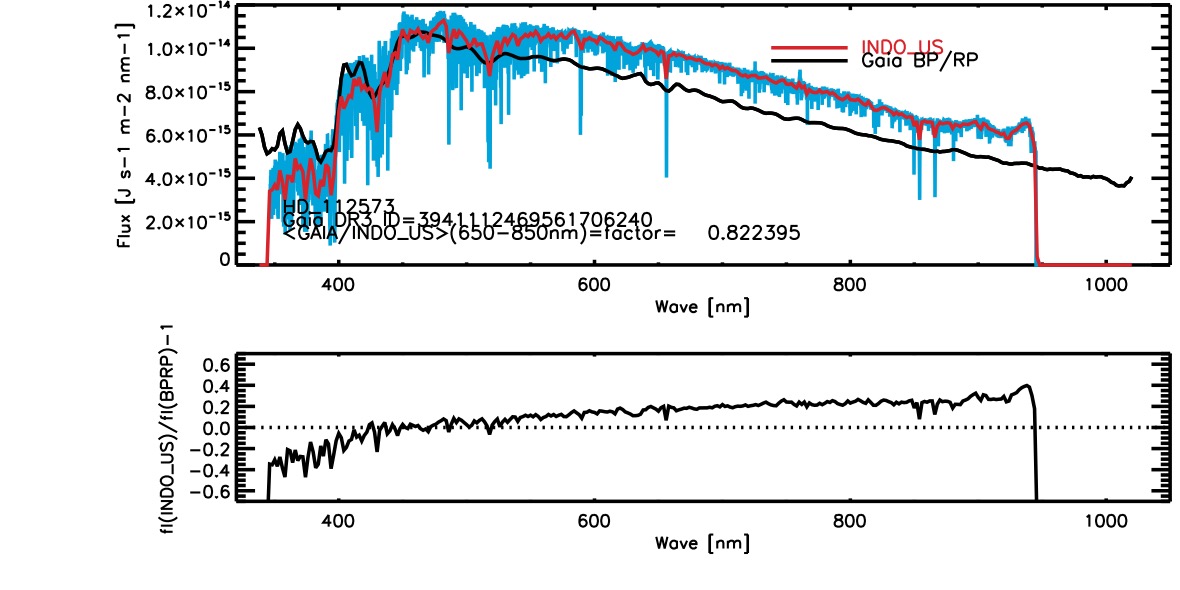 1.2×10⁻¹⁴
1.0×10⁻¹⁴
8.0×10⁻¹⁵
6.0×10⁻¹⁵
4.0×10⁻¹⁵
2.0×10⁻¹⁵
0
Flux [J s−1 m−2 nm−1]
INDO_US
Gaia BP/RP
HD_112573
Gaia DR3 ID=3941112469561706240
<GAIA/INDO_US>(650−850nm)=factor= 0.822395
400 600 800 1000
Wave [nm]
0.6
0.4
0.2
0.0
−0.2
−0.4
−0.6
fl(INDO_US)/fl(BPRP)−1
400 600 800 1000
Wave [nm]